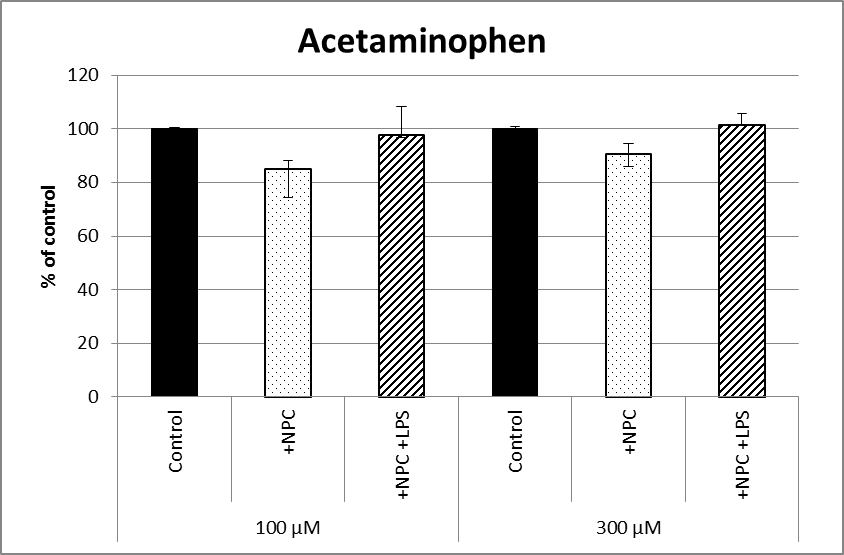 Acetaminophen
120
100
80
60
40
20
0
% of control
Control
+NPC
+NPC +LPS
Control
+NPC
+NPC +LPS
100 µM
300 µM